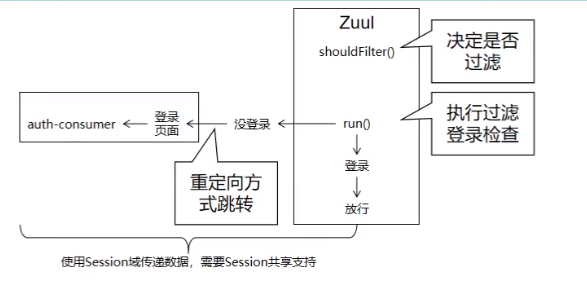 Zuul
shouldFilter()
决定是否
过滤
执行过滤
登录检查
auth-consumer
登录
页面
没登录
run()
重定向方
式跳转
登录
放行
使用Session域传递数据，需要Session共享支持